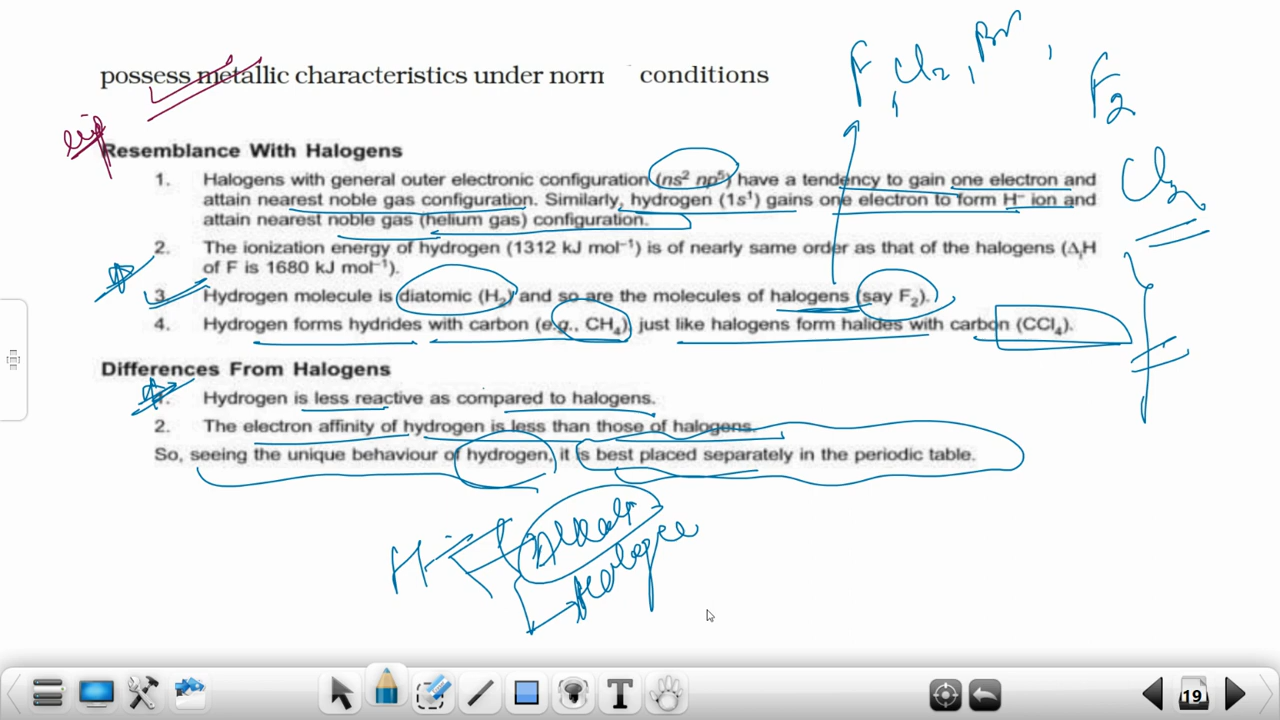 possess metallic characteristics under norn conditions
F, Cl2, Br,
F2
Cl2
Resemblance With Halogens
1. Halogens with general outer electronic configuration (ns² np⁵) have a tendency to gain one electron and
attain nearest noble gas configuration. Similarly, hydrogen (1s¹) gains one electron to form H⁻ ion and
attain nearest noble gas (helium gas) configuration.
2. The ionization energy of hydrogen (1312 kJ mol⁻¹) is of nearly same order as that of the halogens (ΔᵢH
of F is 1680 kJ mol⁻¹).
3. Hydrogen molecule is diatomic (H₂) and so are the molecules of halogens (say F₂).
4. Hydrogen forms hydrides with carbon (e.g., CH₄) just like halogens form halides with carbon (CCl₄).
Differences From Halogens
1. Hydrogen is less reactive as compared to halogens.
2. The electron affinity of hydrogen is less than those of halogens.
So, seeing the unique behaviour of hydrogen, it is best placed separately in the periodic table.
H
19